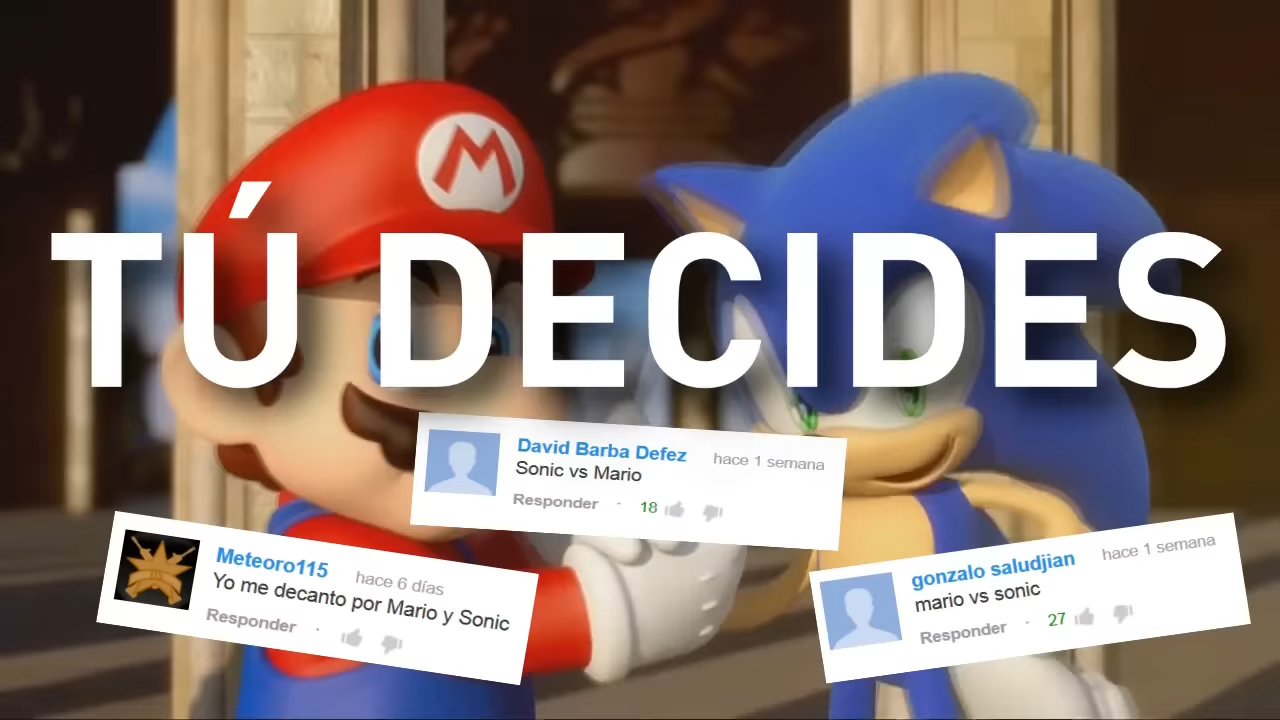 M
TÚ DECIDES
David Barba Defez hace 1 semana
Sonic vs Mario
Responder · 18
Meteoro115 hace 6 días
Yo me decanto por Mario y Sonic
Responder ·
gonzalo saludjian hace 1 semana
mario vs sonic
Responder · 27